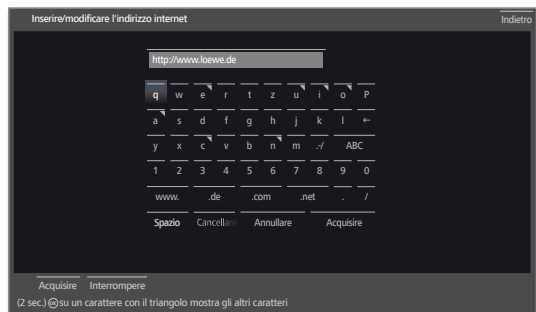 Inserire/modificare l'indirizzo internet Indietro
http://www.loewe.de
q w e r t z u i o P
a s d f g h j k l ←
y x c v b n m .-/ ABC
1 2 3 4 5 6 7 8 9 0
www. .de .com .net . /
Spazio Cancellare Annullare Acquisire
Acquisire Interrompere
(2 sec.) OK su un carattere con il triangolo mostra gli altri caratteri